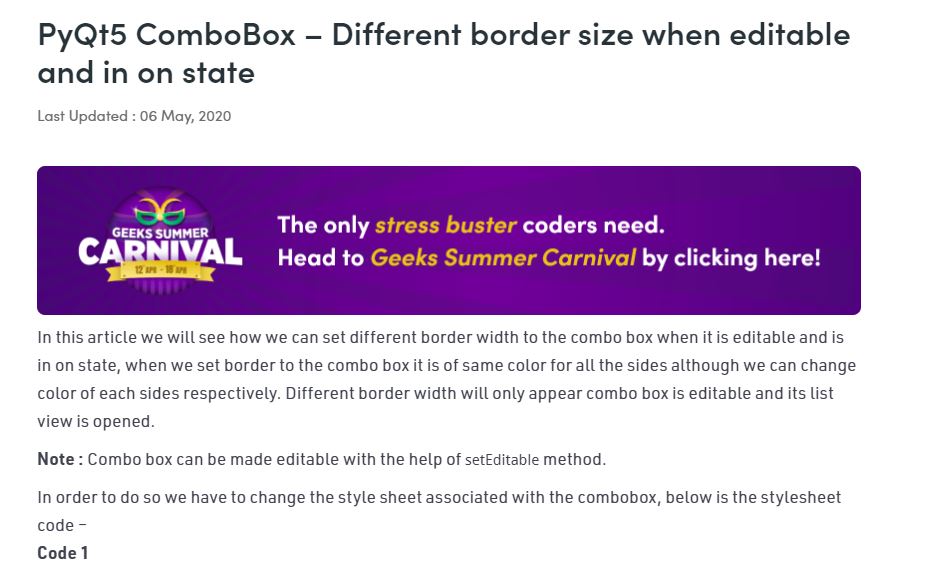 PyQt5 ComboBox – Different border size when editable
and in on state
Last Updated : 06 May, 2020
GEEKS SUMMER
CARNIVAL
12 APR - 18 APR
The only stress buster coders need.
Head to Geeks Summer Carnival by clicking here!
In this article we will see how we can set different border width to the combo box when it is editable and is
in on state, when we set border to the combo box it is of same color for all the sides although we can change
color of each sides respectively. Different border width will only appear combo box is editable and its list
view is opened.
Note : Combo box can be made editable with the help of setEditable method.
In order to do so we have to change the style sheet associated with the combobox, below is the stylesheet
code –
Code 1